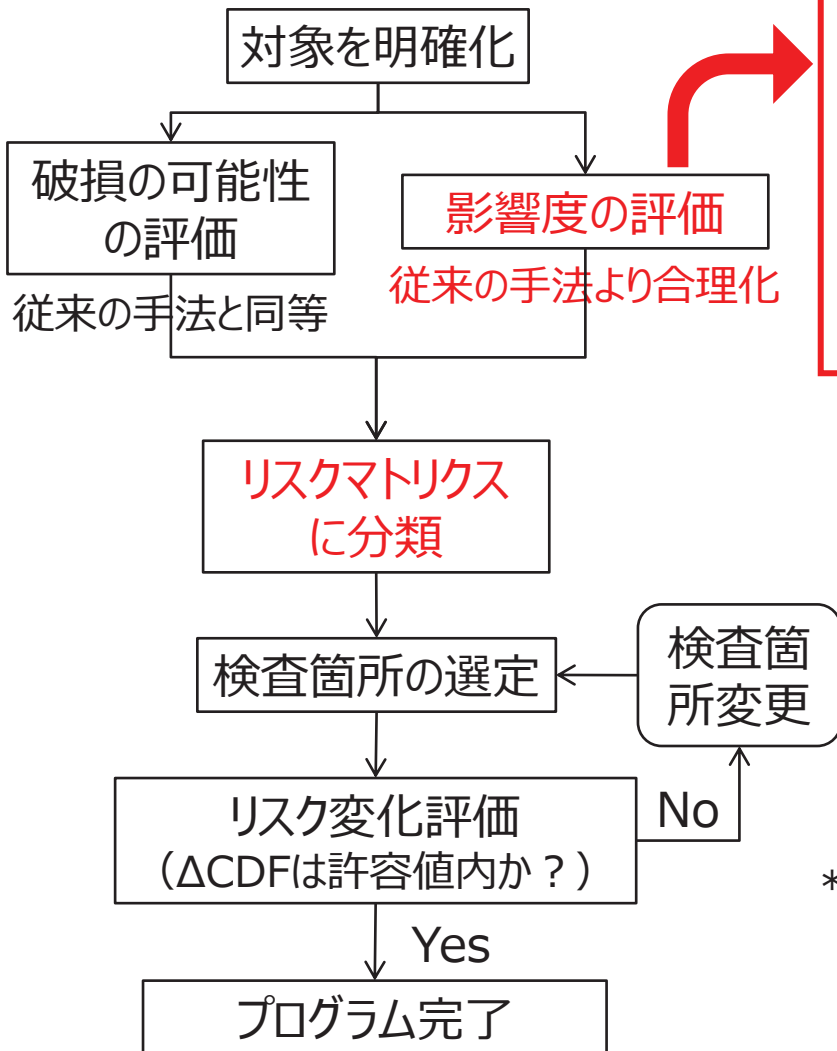 対象を明確化
破損の可能性
の評価
影響度の評価
従来の手法と同等
従来の手法より合理化
リスクマトリクス
に分類
検査箇所の選定
検査箇
所変更
リスク変化評価
（ΔCDFは許容値内か？）
No
*
Yes
プログラム完了